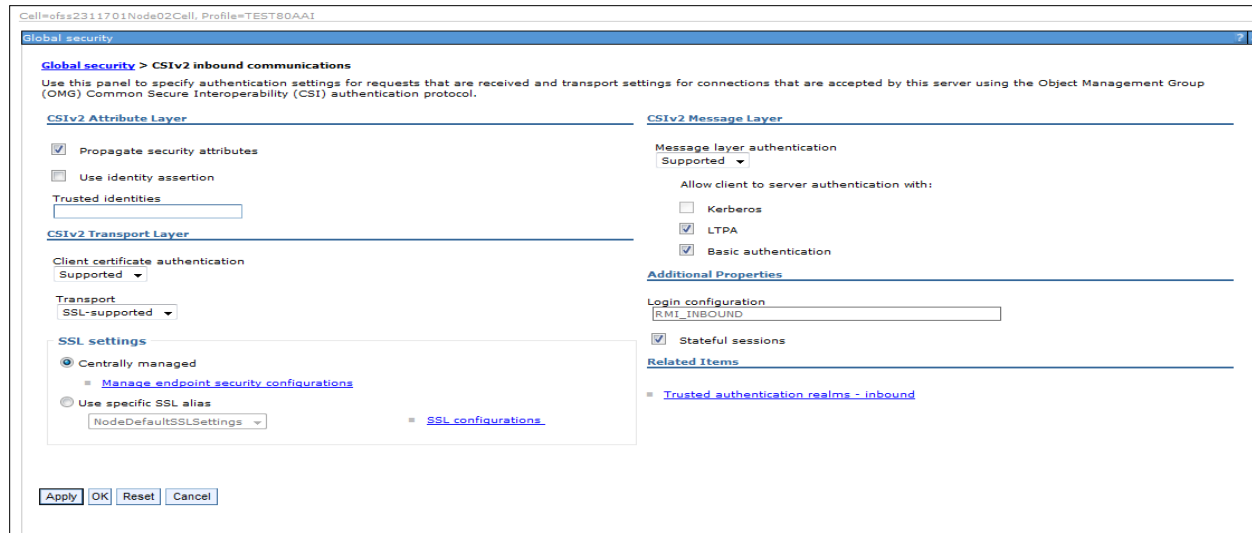 Cell=ofss2311701Node02Cell, Profile=TEST80AAI
Global security
?
Global security > CSIv2 inbound communications
Use this panel to specify authentication settings for requests that are received and transport settings for connections that are accepted by this server using the Object Management Group
(OMG) Common Secure Interoperability (CSI) authentication protocol.
CSIv2 Attribute Layer
Propagate security attributes
Use identity assertion
Trusted identities
CSIv2 Transport Layer
Client certificate authentication
Supported
Transport
SSL-supported
SSL settings
Centrally managed
Manage endpoint security configurations
Use specific SSL alias
NodeDefaultSSLSettings
SSL configurations
CSIv2 Message Layer
Message layer authentication
Supported
Allow client to server authentication with:
Kerberos
LTPA
Basic authentication
Additional Properties
Login configuration
RMI_INBOUND
Stateful sessions
Related Items
Trusted authentication realms - inbound
Apply OK Reset Cancel